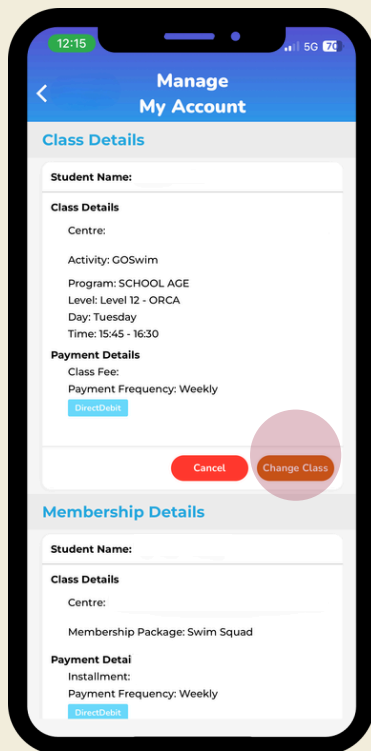 12:15
5G 70
Manage
My Account
Class Details
Student Name:
Class Details
Centre:
Activity: GOSwim
Program: SCHOOL AGE
Level: Level 12 - ORCA
Day: Tuesday
Time: 15:45 - 16:30
Payment Details
Class Fee:
Payment Frequency: Weekly
DirectDebit
Cancel
Change Class
Membership Details
Student Name:
Class Details
Centre:
Membership Package: Swim Squad
Payment Detai
Installment:
Payment Frequency: Weekly
DirectDebit